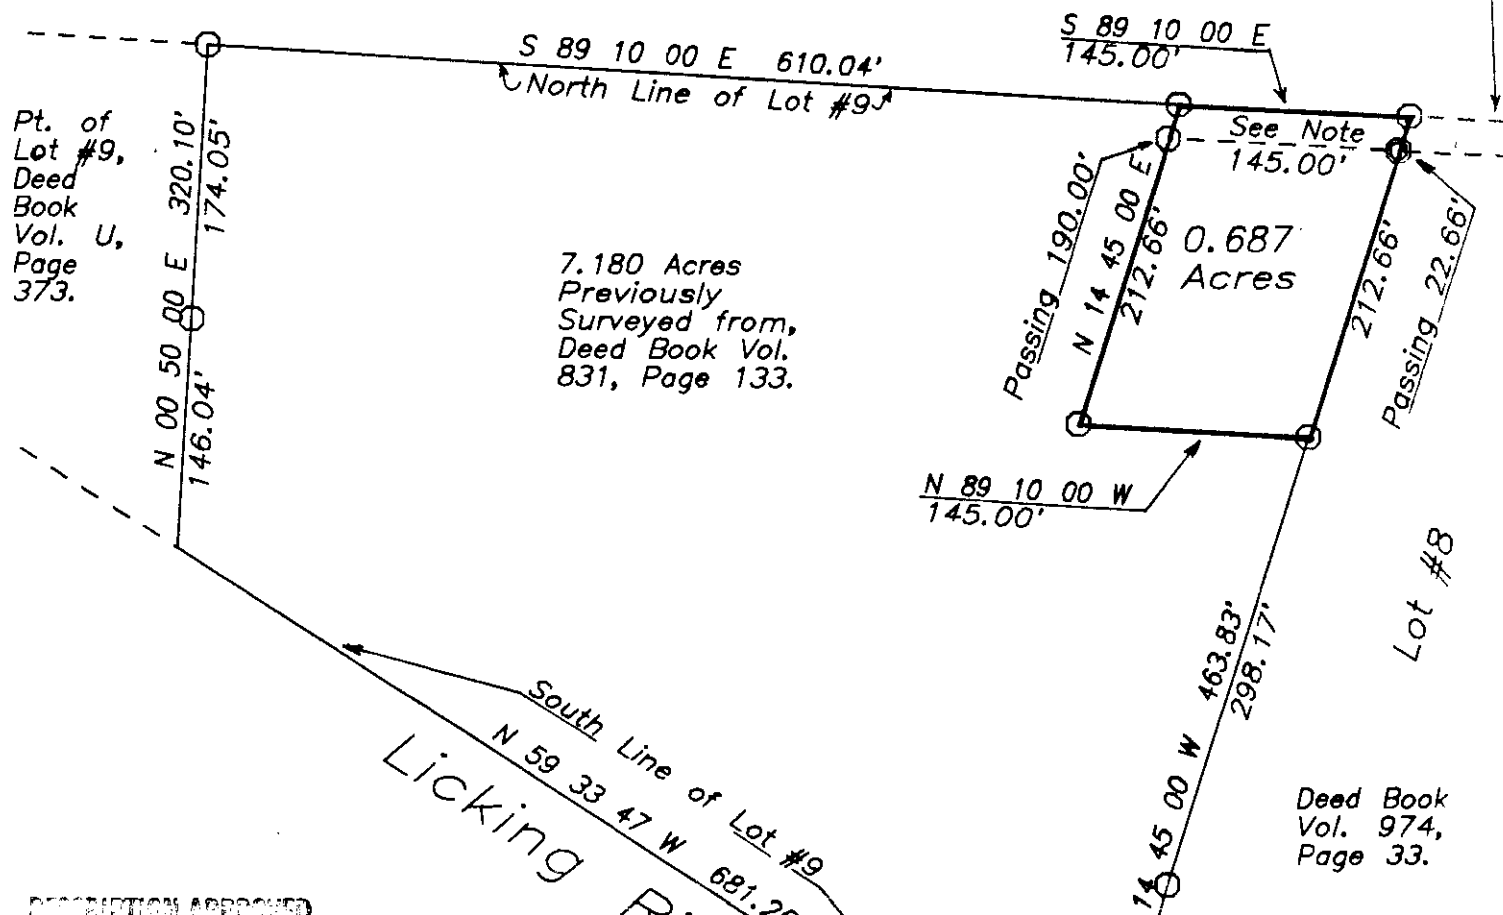 S 89 10 00 E 610.04'
North Line of Lot #9
S 89 10 00 E
145.00'
Pt. of
Lot #9,
Deed
Book
Vol. U,
Page
373.
N 00 50 00 E 320.10'
174.05'
146.04'
7.180 Acres
Previously
Surveyed from,
Deed Book Vol.
831, Page 133.
See Note
145.00'
Passing 190.00'
N 14 45 00 E
212.66'
0.687
Acres
212.66'
Passing 22.66'
N 89 10 00 W
145.00'
Lot #8
463.83'
298.17'
14 45 00 W
South Line of Lot #9
N 59 33 47 W
Licking
Deed Book
Vol. 974,
Page 33.